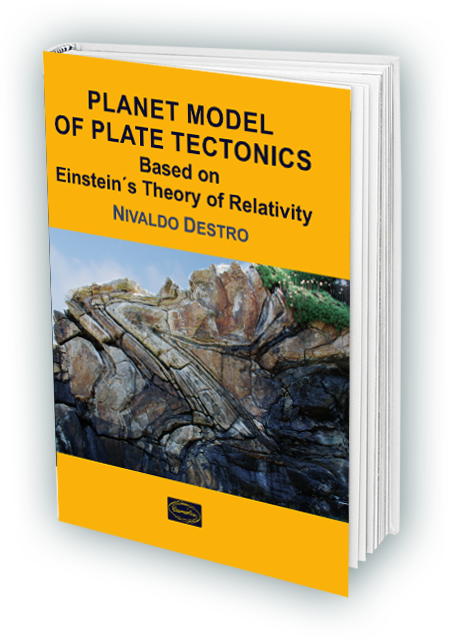 PLANET MODEL
OF PLATE TECTONICS
Based on
Einstein´s Theory of Relativity
NIVALDO DESTRO